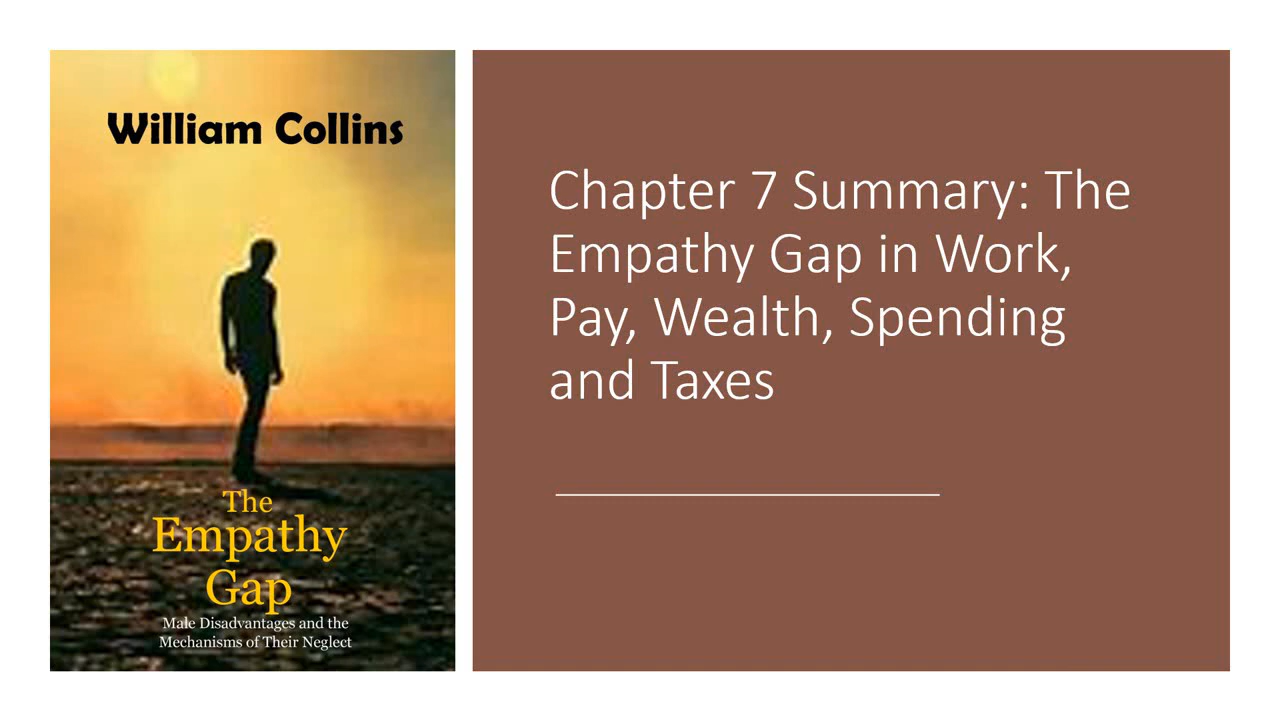 William Collins
The
Empathy
Gap
Male Disadvantages and the
Mechanisms of Their Neglect
Chapter 7 Summary: The
Empathy Gap in Work,
Pay, Wealth, Spending
and Taxes